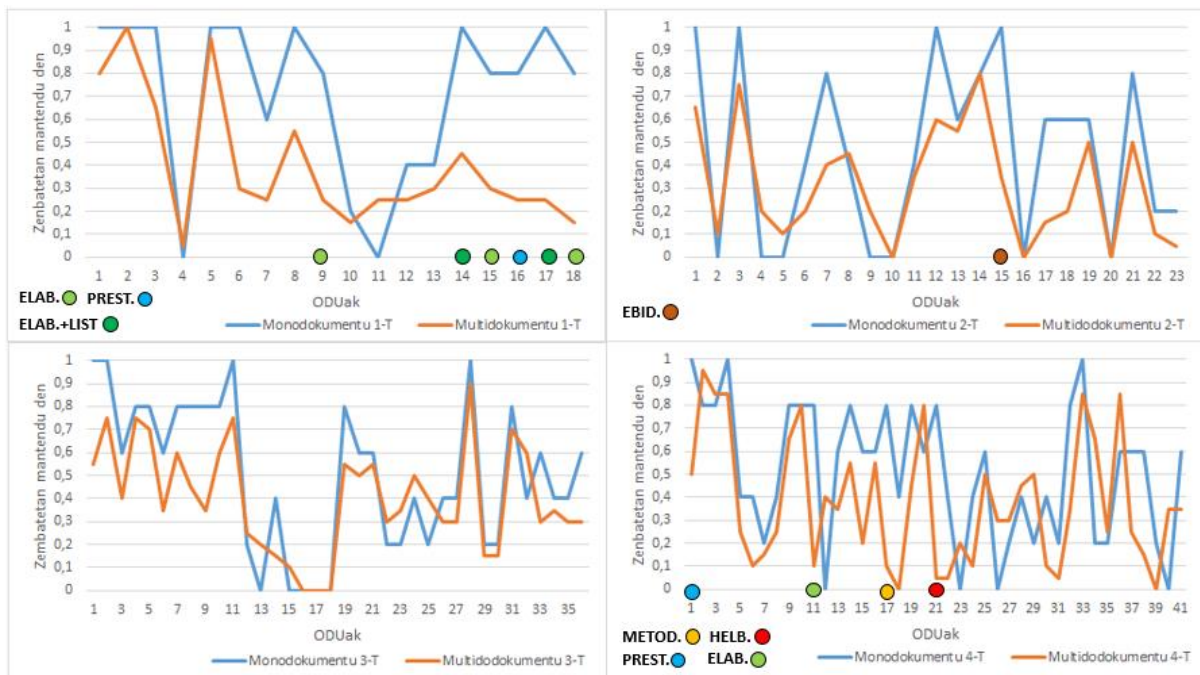 Zenbatetan mantendu den
1
0,9
0,8
0,7
0,6
0,5
0,4
0,3
0,2
0,1
0
1 2 3 4 5 6 7 8 9 10 11 12 13 14 15 16 17 18
ODUak
ELAB. PREST.
ELAB.+LIST
Monodokumentu 1-T Multidokumentu 1-T
Zenbatetan mantendu den
1
0,9
0,8
0,7
0,6
0,5
0,4
0,3
0,2
0,1
0
1 2 3 4 5 6 7 8 9 10 11 12 13 14 15 16 17 18 19 20 21 22 23
ODUak
EBID.
Monodokumentu 2-T Multidokumentu 2-T
Zembatetan mantendu den
1
0,9
0,8
0,7
0,6
0,5
0,4
0,3
0,2
0,1
0
1 3 5 7 9 11 13 15 17 19 21 23 25 27 29 31 33 35
ODUak
Monodokumentu 3-T Multidodokumentu 3-T
Zenbatetan mantendu den
1
0,9
0,8
0,7
0,6
0,5
0,4
0,3
0,2
0,1
0
1 3 5 7 9 11 13 15 17 19 21 23 25 27 29 31 33 35 37 39 41
ODUak
METOD. HELB.
PREST. ELAB.
Monodokumentu 4-T Multidodokumentu 4-T